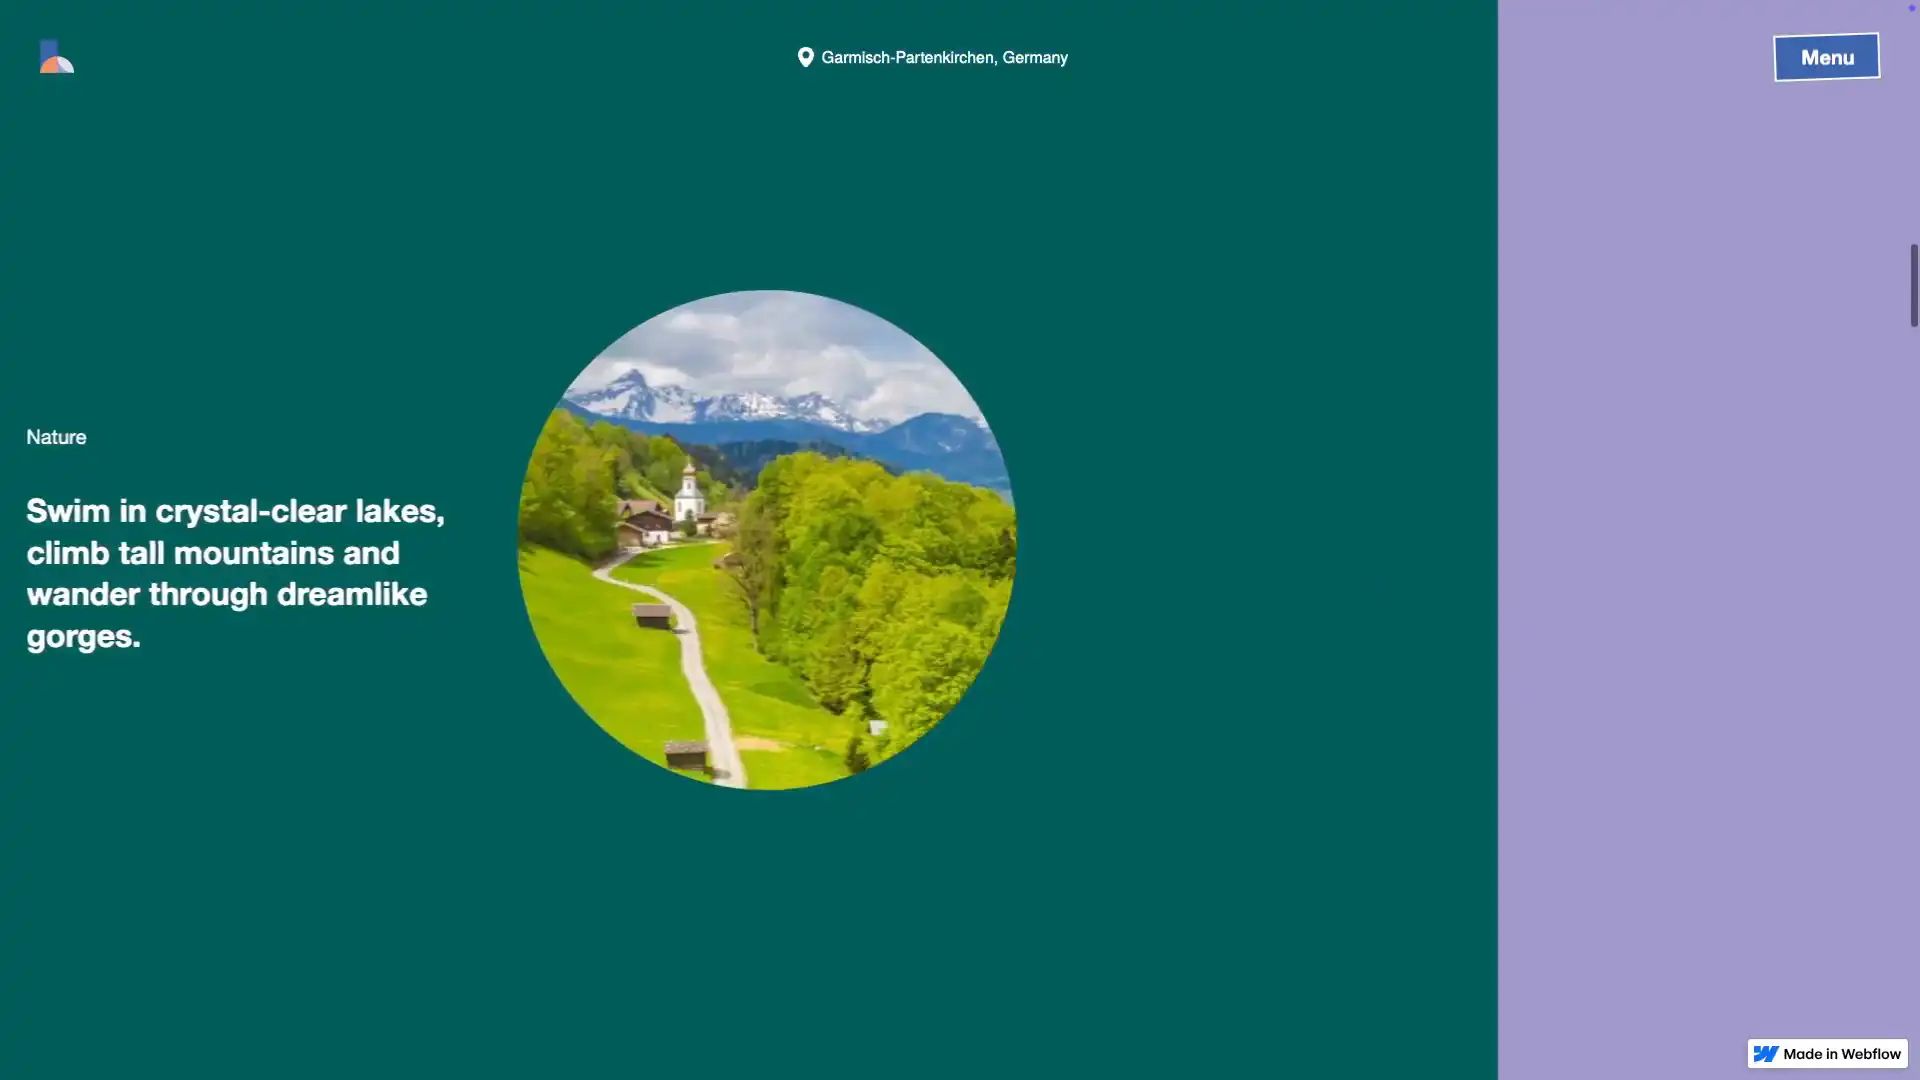 Garmisch-Partenkirchen, Germany
Menu
Nature
Swim in crystal-clear lakes,
climb tall mountains and
wander through dreamlike
gorges.
Made in Webflow